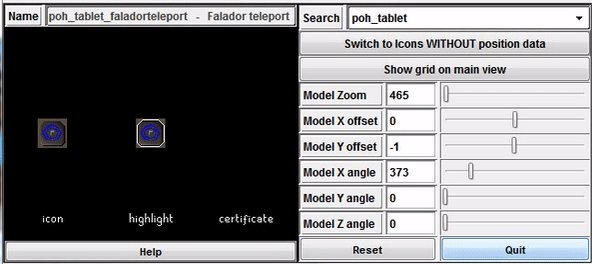 Name poh_tablet_faladorteleport - Falador teleport
Search poh_tablet
Switch to Icons WITHOUT position data
Show grid on main view
Model Zoom 465
Model X offset 0
Model Y offset -1
Model X angle 373
Model Y angle 0
Model Z angle 0
icon highlight certificate
Help Reset Quit